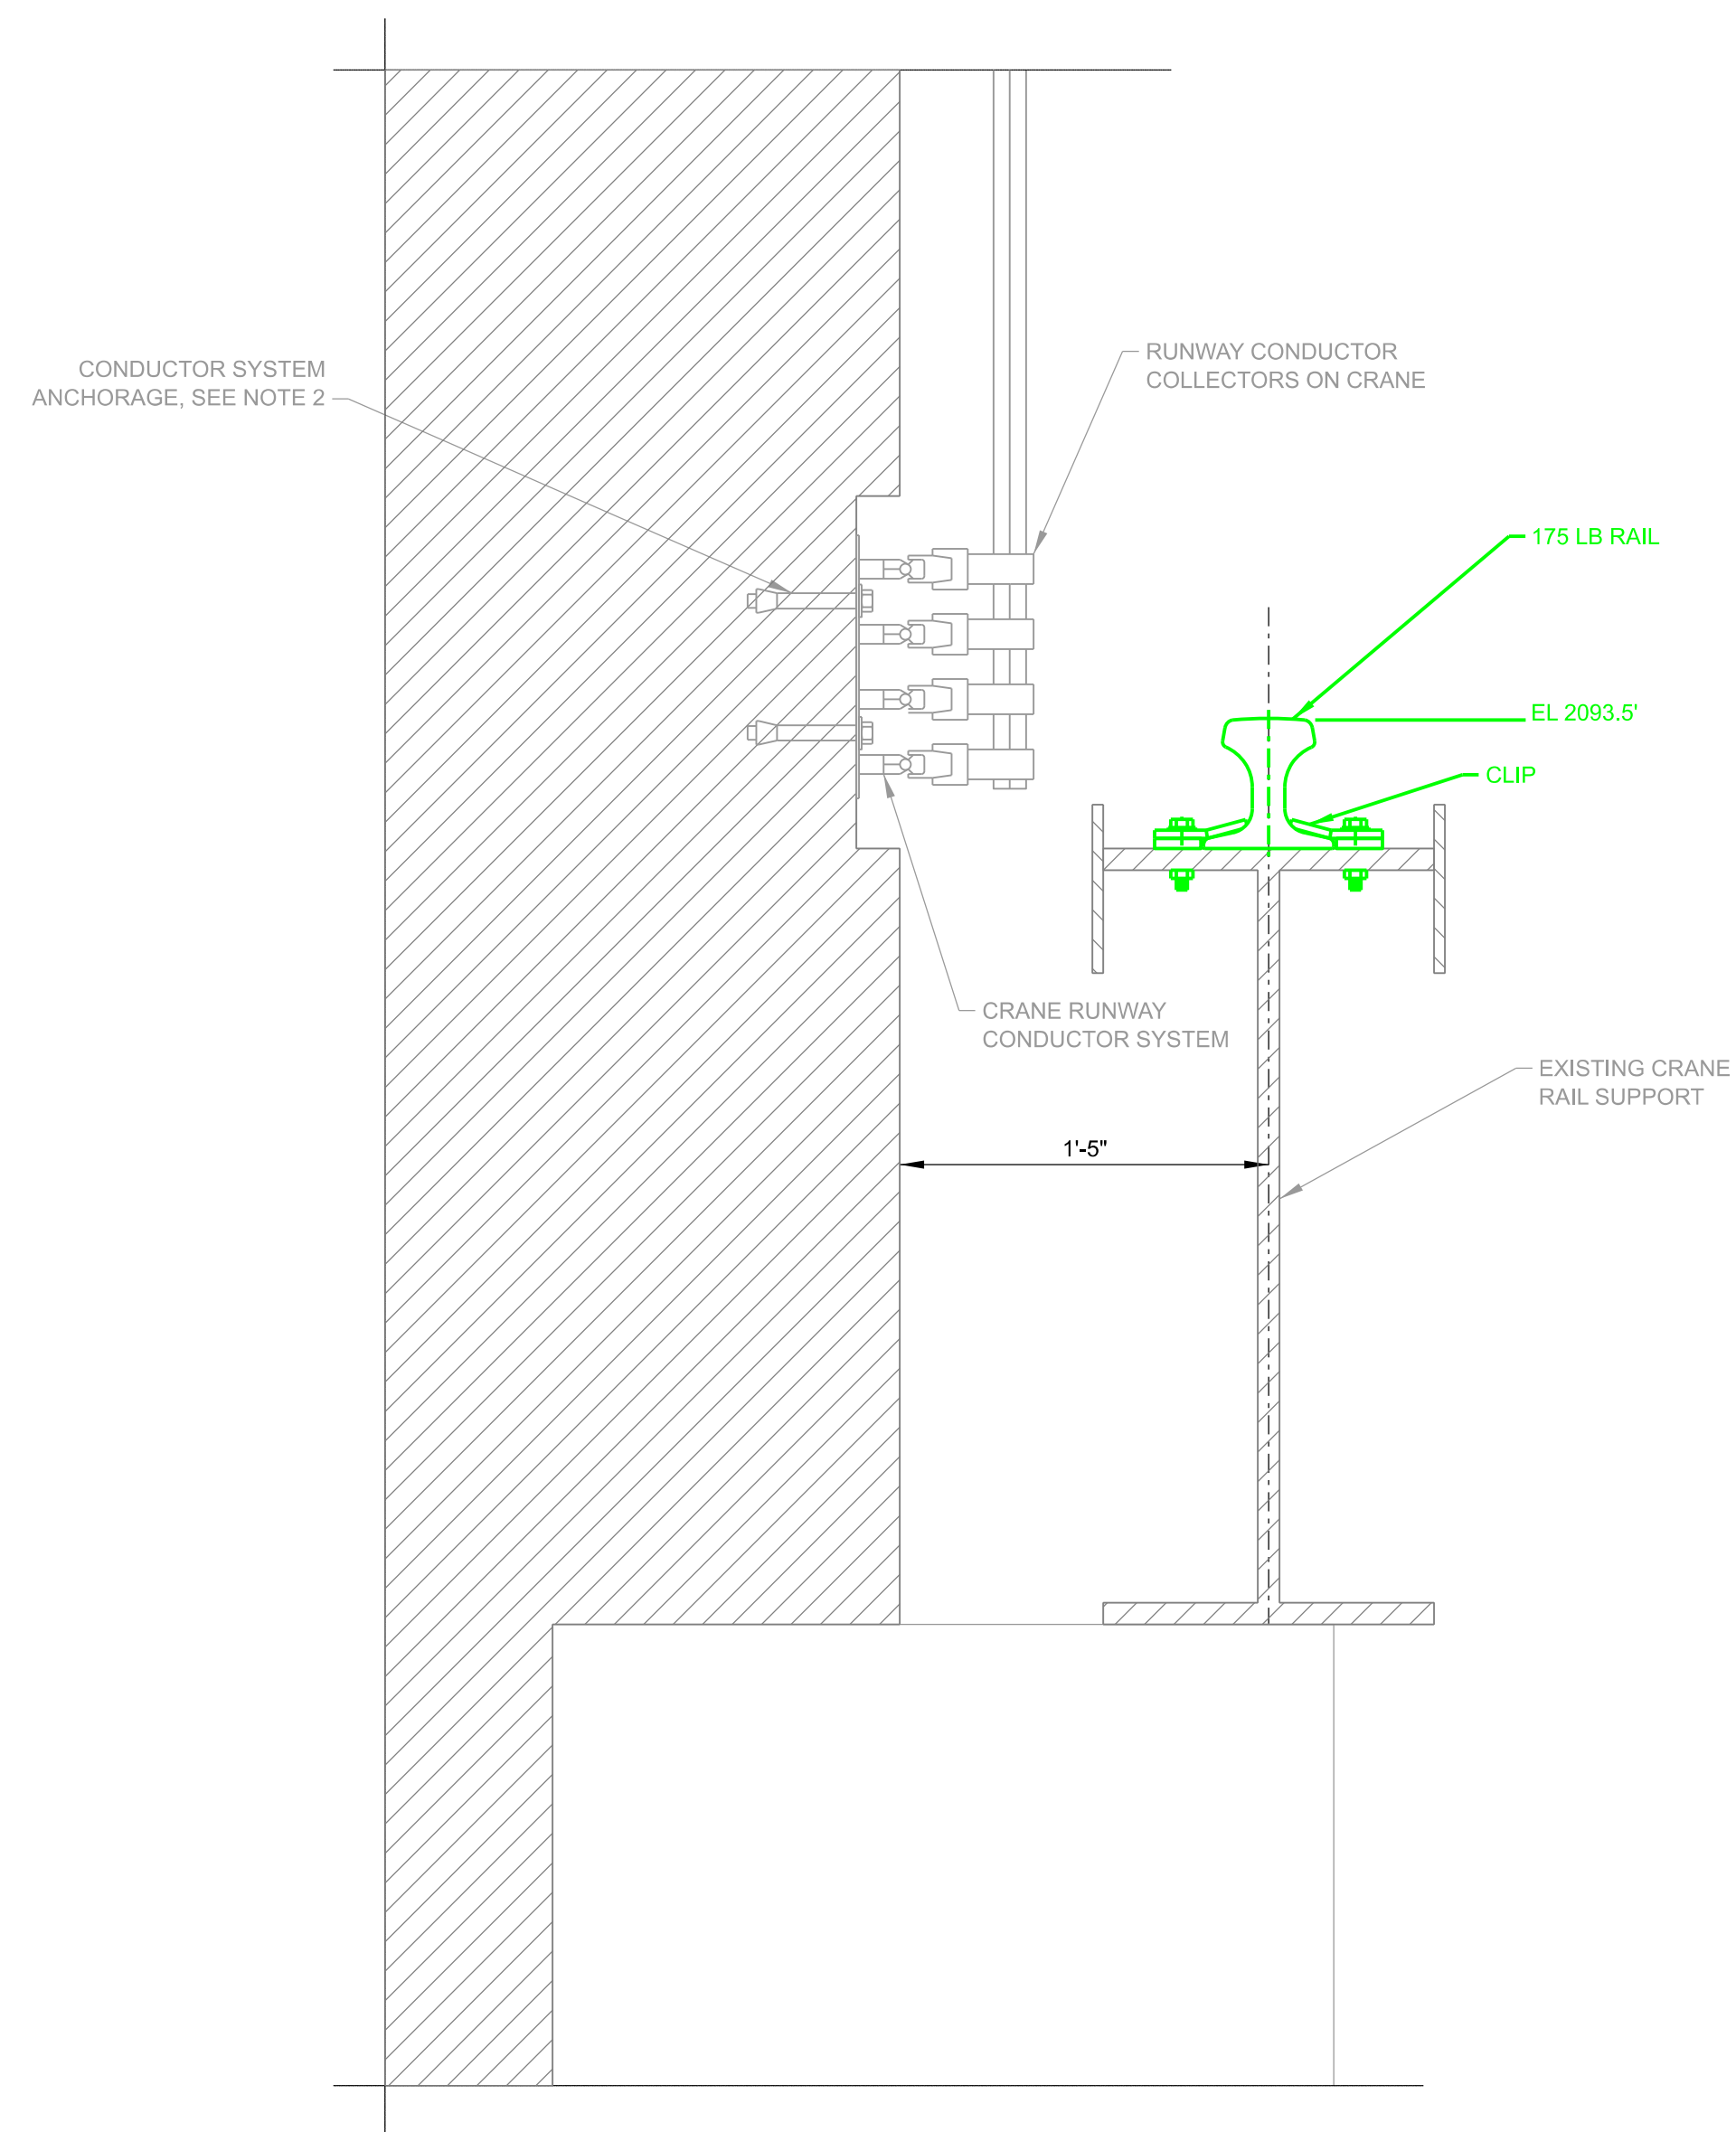 RUNWAY CONDUCTOR
COLLECTORS ON CRANE
CONDUCTOR SYSTEM
ANCHORAGE, SEE NOTE 2
175 LB RAIL
EL 2093.5'
CLIP
CRANE RUNWAY
CONDUCTOR SYSTEM
EXISTING CRANE
RAIL SUPPORT
1'-5"